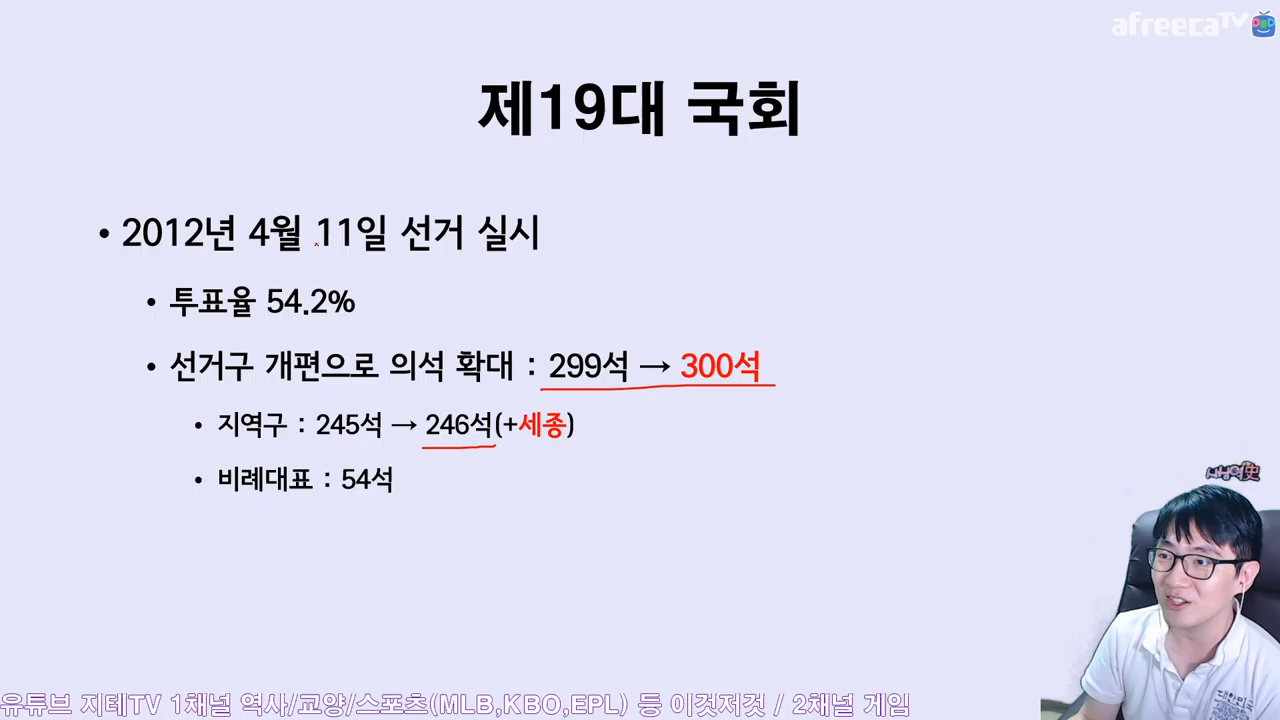 afreecaTV
제19대 국회
• 2012년 4월 11일 선거 실시
• 투표율 54.2%
• 선거구 개편으로 의석 확대 : 299석 → 300석
• 지역구 : 245석 → 246석(+세종)
• 비례대표 : 54석
유튜브 지테TV 1채널 역사/교양/스포츠(MLB,KBO,EPL) 등 이것저것 / 2채널 게임